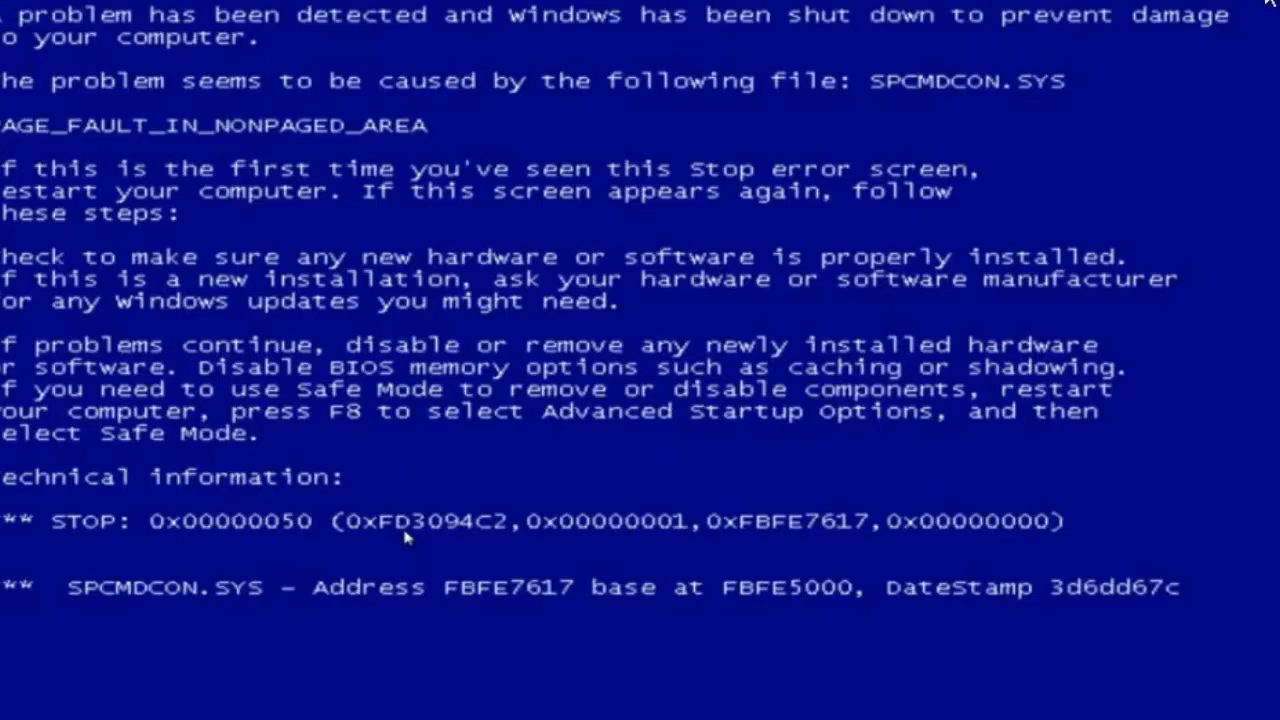 problem has been detected and Windows has been shut down to prevent damage
o your computer.
he problem seems to be caused by the following file: SPCMDCON.SYS
AGE_FAULT_IN_NONPAGED_AREA
f this is the first time you've seen this Stop error screen,
estart your computer. If this screen appears again, follow
hese steps:
heck to make sure any new hardware or software is properly installed.
f this is a new installation, ask your hardware or software manufacturer
or any Windows updates you might need.
f problems continue, disable or remove any newly installed hardware
r software. Disable BIOS memory options such as caching or shadowing.
f you need to use Safe Mode to remove or disable components, restart
our computer, press F8 to select Advanced Startup Options, and then
elect Safe Mode.
echnical information:
** STOP: 0x00000050 (0xFD3094C2,0x00000001,0xFBFE7617,0x00000000)
** SPCMDCON.SYS - Address FBFE7617 base at FBFE5000, DateStamp 3d6dd67c